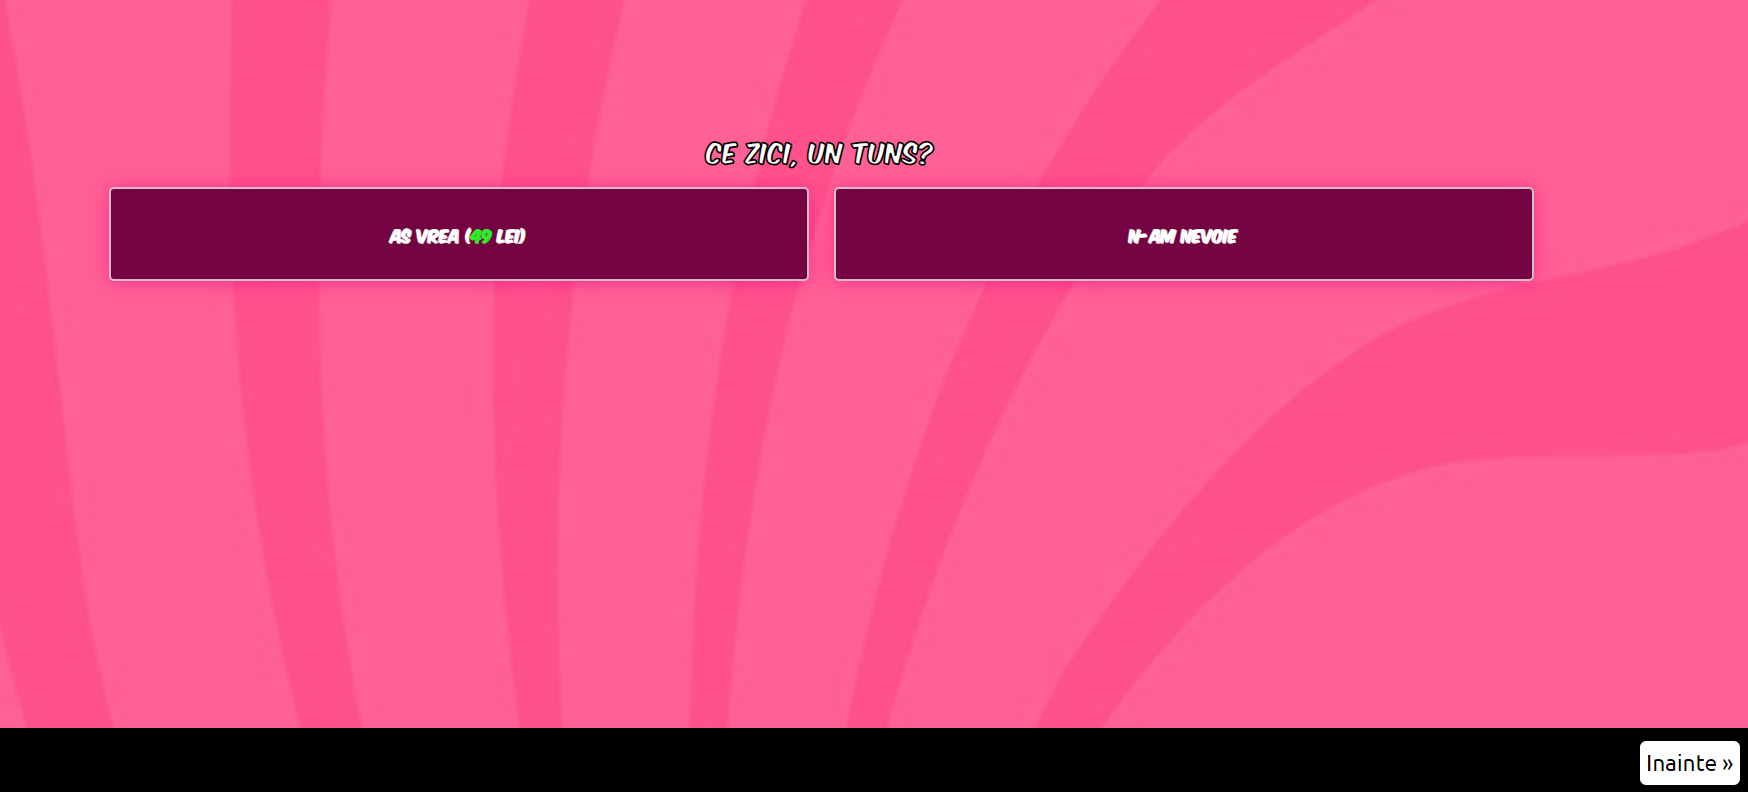 CE ZICI, UN TUNS?
AS VREA (49 LEI)
N-AM NEVOIE
Inainte »